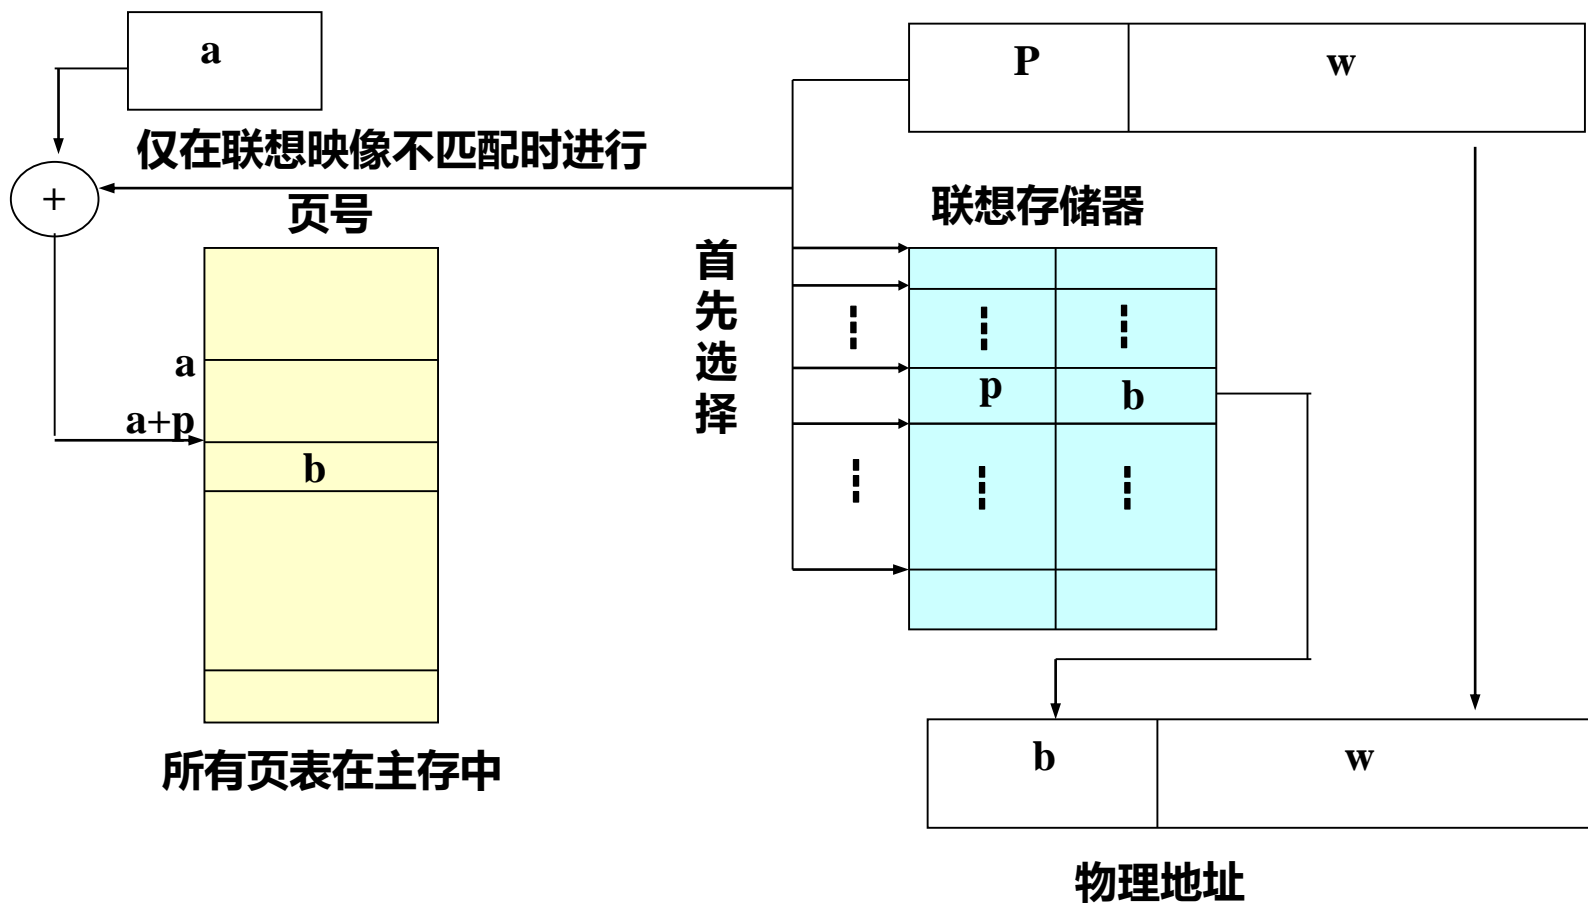 a
P
w
仅在联想映像不匹配时进行
+
页号
联想存储器
首先选择
a
p
b
a+p
b
b
w
所有页表在主存中
物理地址